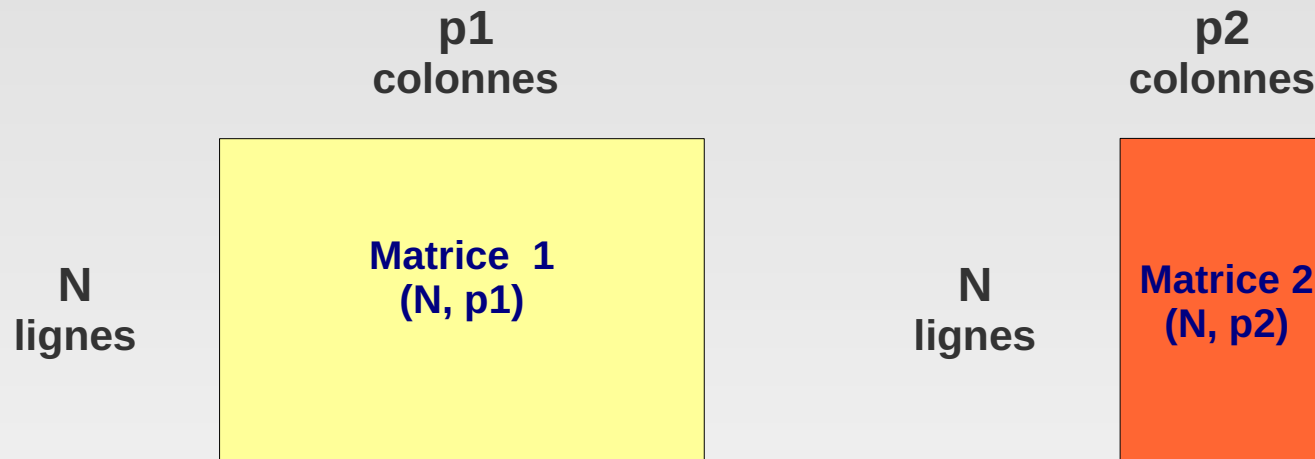 p1
colonnes
p2
colonnes
Matrice 1
(N, p1)
N
lignes
N
lignes
Matrice 2
(N, p2)